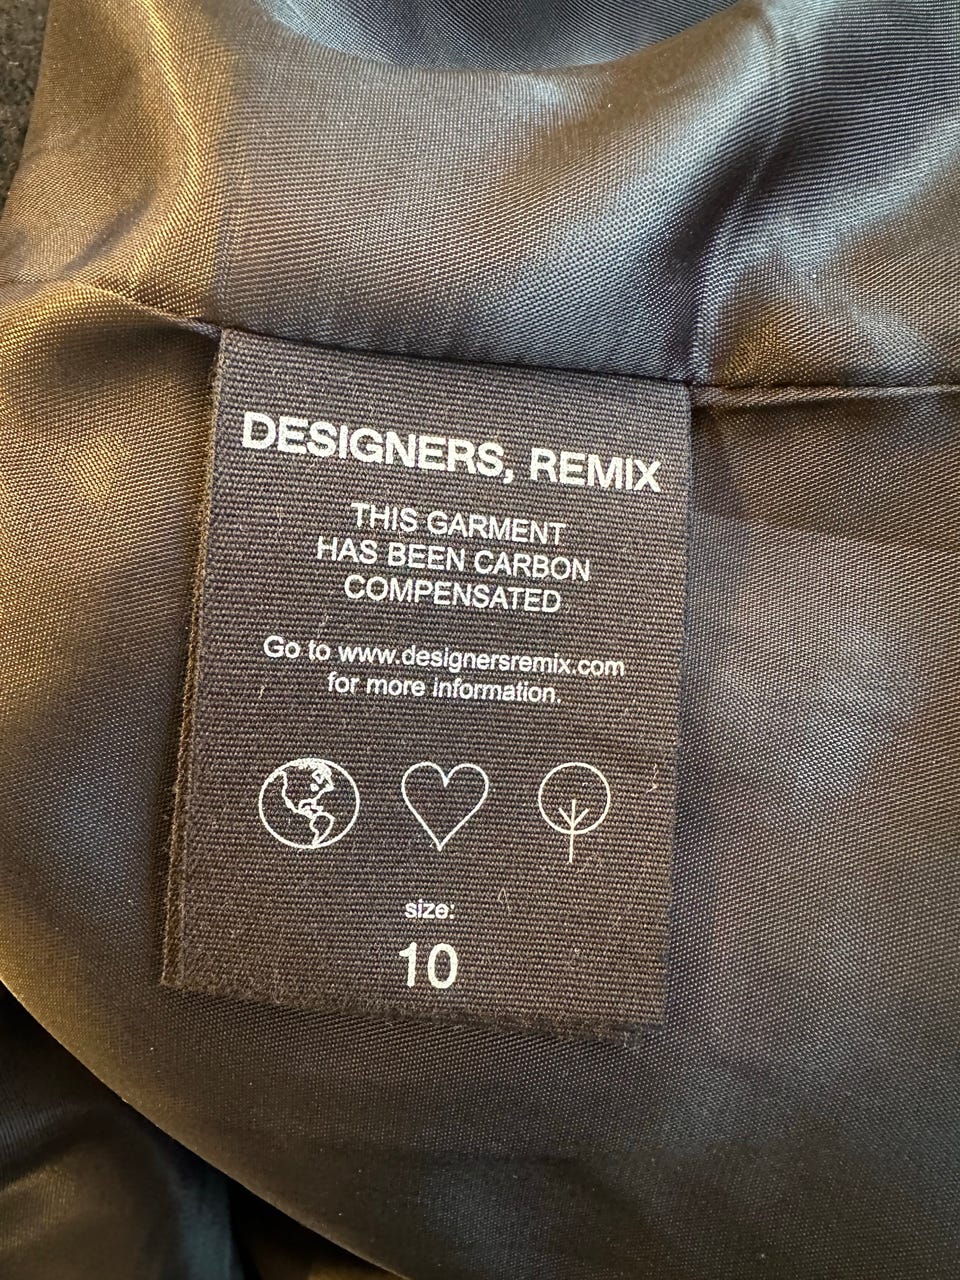 DESIGNERS, REMIX
THIS GARMENT
HAS BEEN CARBON
COMPENSATED
Go to www.designersremix.com
for more information.
size:
10